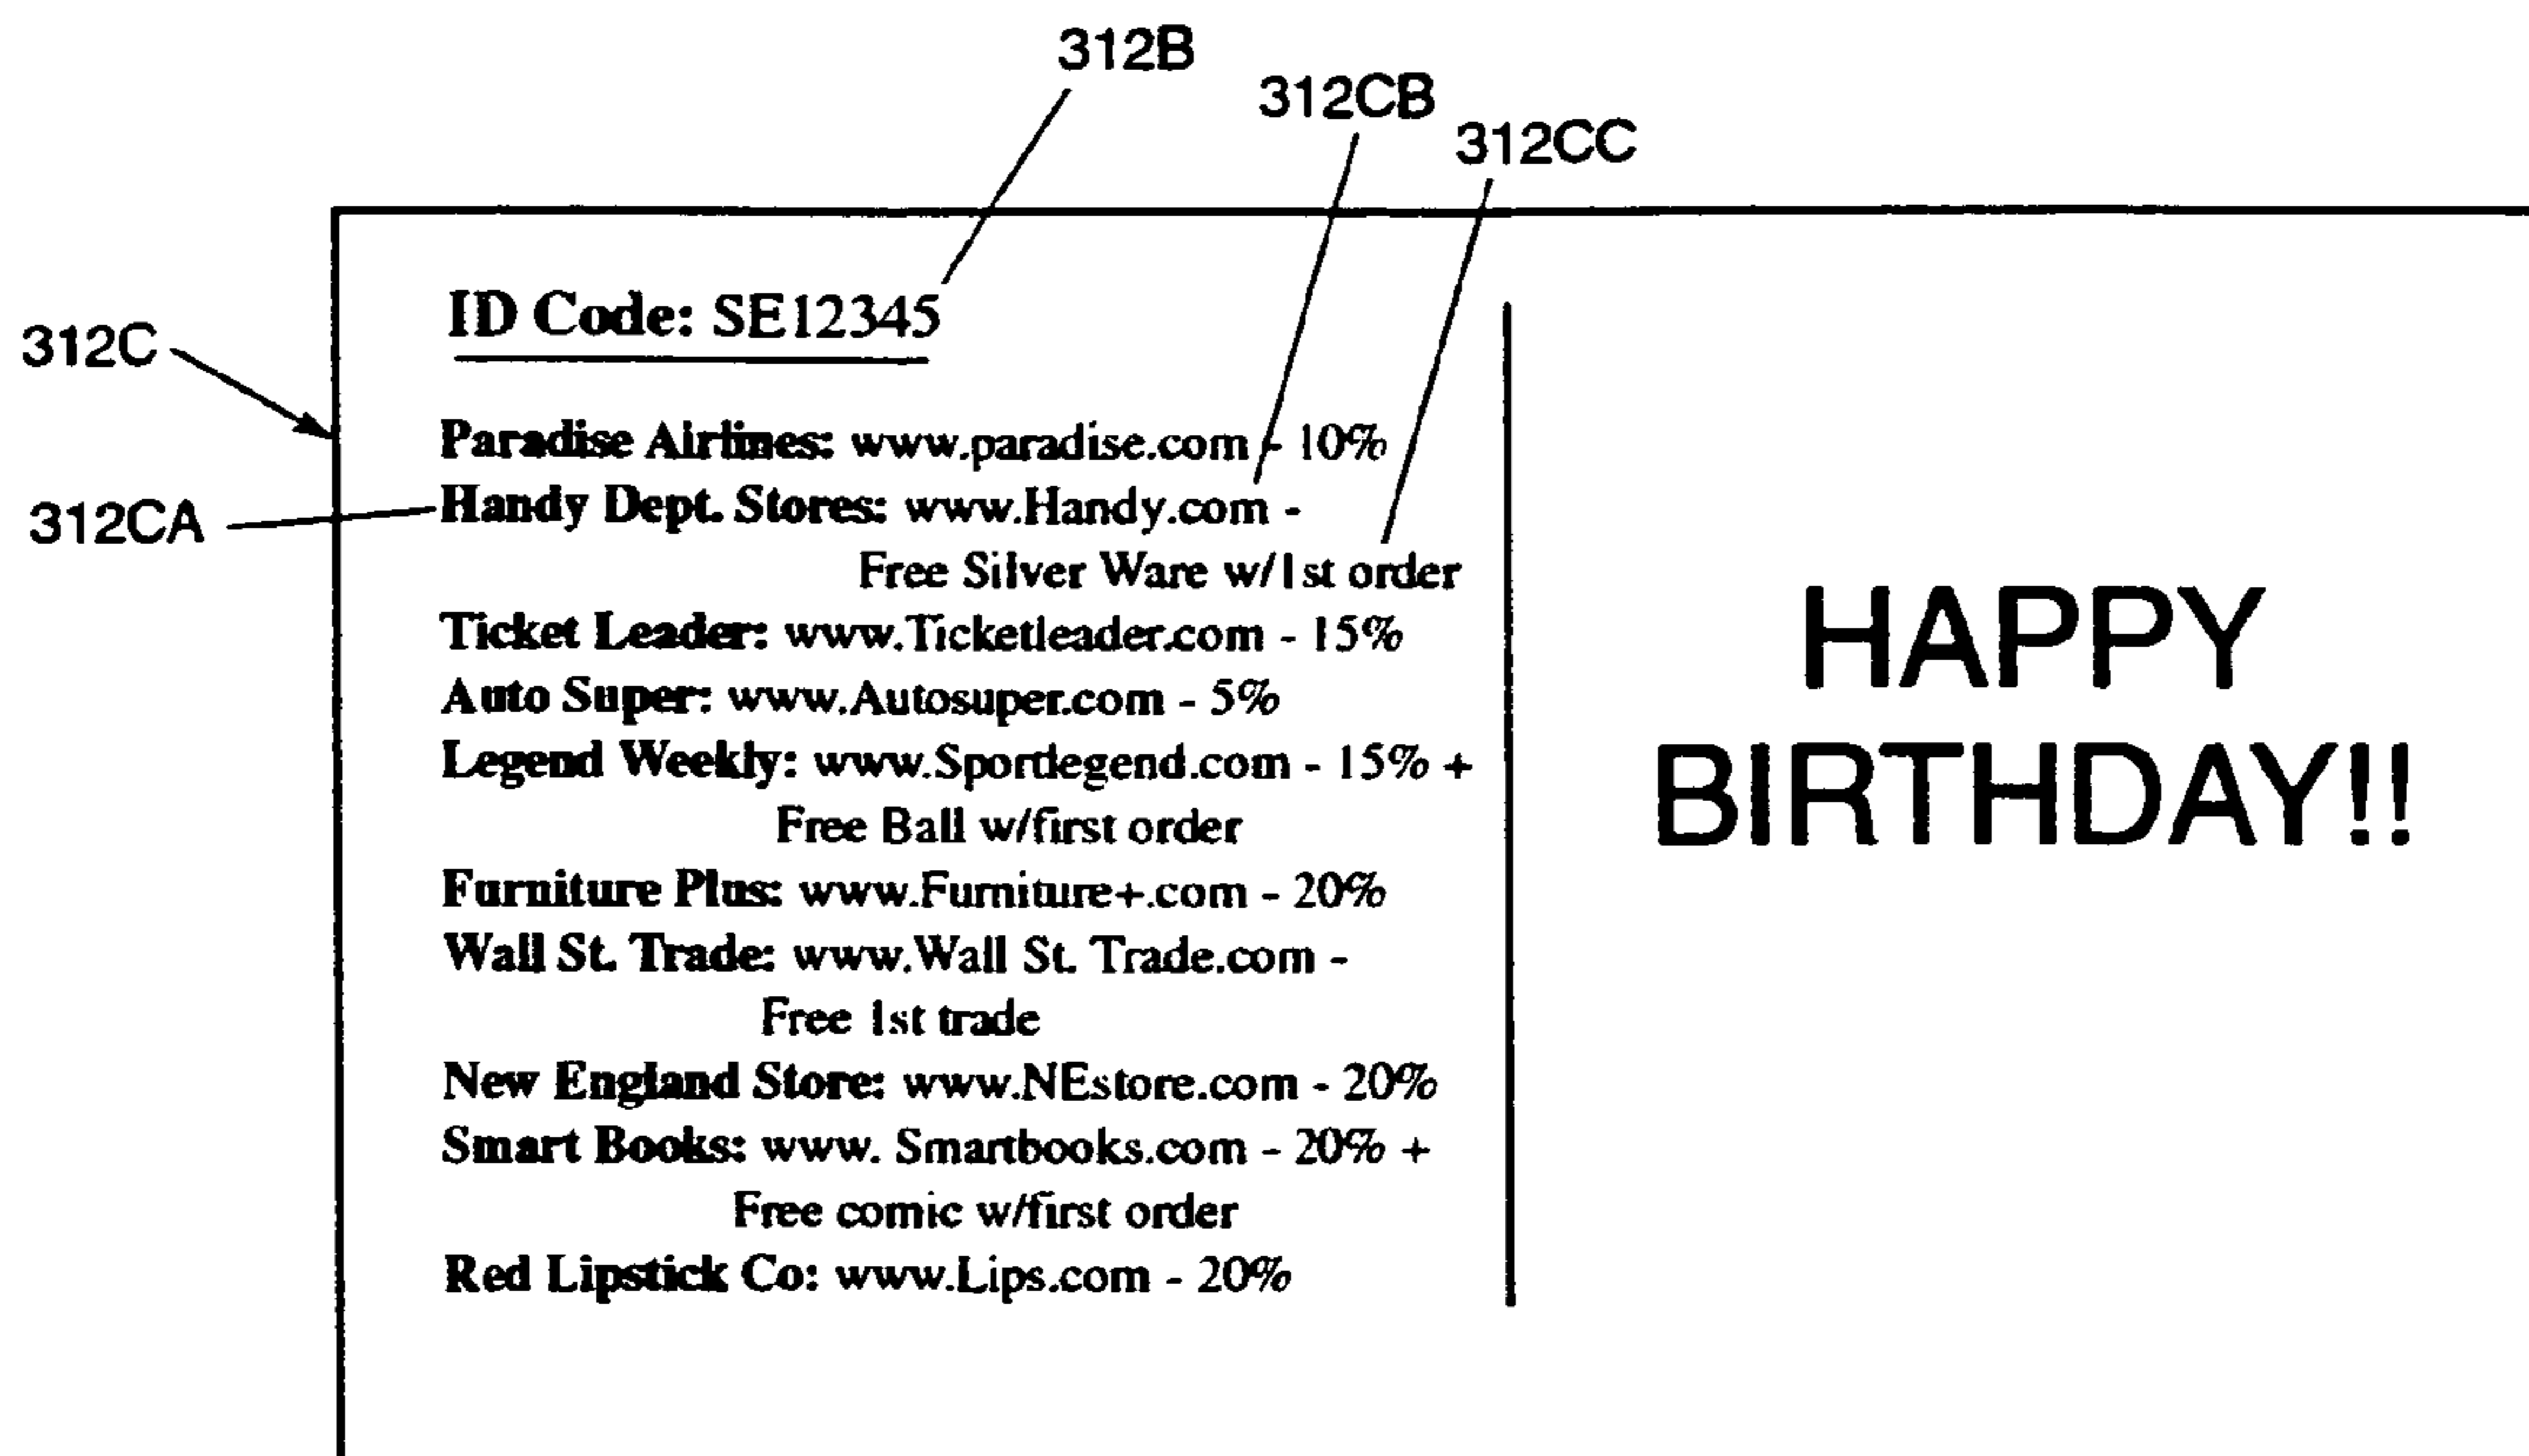 312B
312CB
312CC
312C
312CA
ID Code: SE12345
Paradise Airlines: www.paradise.com - 10%
Handy Dept. Stores: www.Handy.com -
Free Silver Ware w/1st order
Ticket Leader: www.Ticketleader.com - 15%
Auto Super: www.Autosuper.com - 5%
Legend Weekly: www.Sportlegend.com - 15% +
Free Ball w/first order
Furniture Plus: www.Furniture+.com - 20%
Wall St. Trade: www.Wall St. Trade.com -
Free 1st trade
New England Store: www.NEstore.com - 20%
Smart Books: www. Smartbooks.com - 20% +
Free comic w/first order
Red Lipstick Co: www.Lips.com - 20%
HAPPY
BIRTHDAY!!